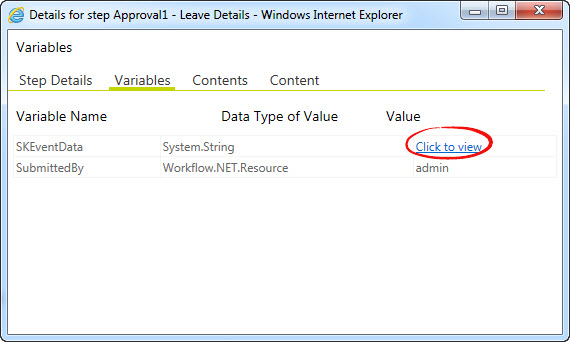 Details for step Approval1 - Leave Details - Windows Internet Explorer
Variables
Step Details Variables Contents Content
Variable Name Data Type of Value Value
SKEventData System.String Click to view
SubmittedBy Workflow.NET.Resource admin